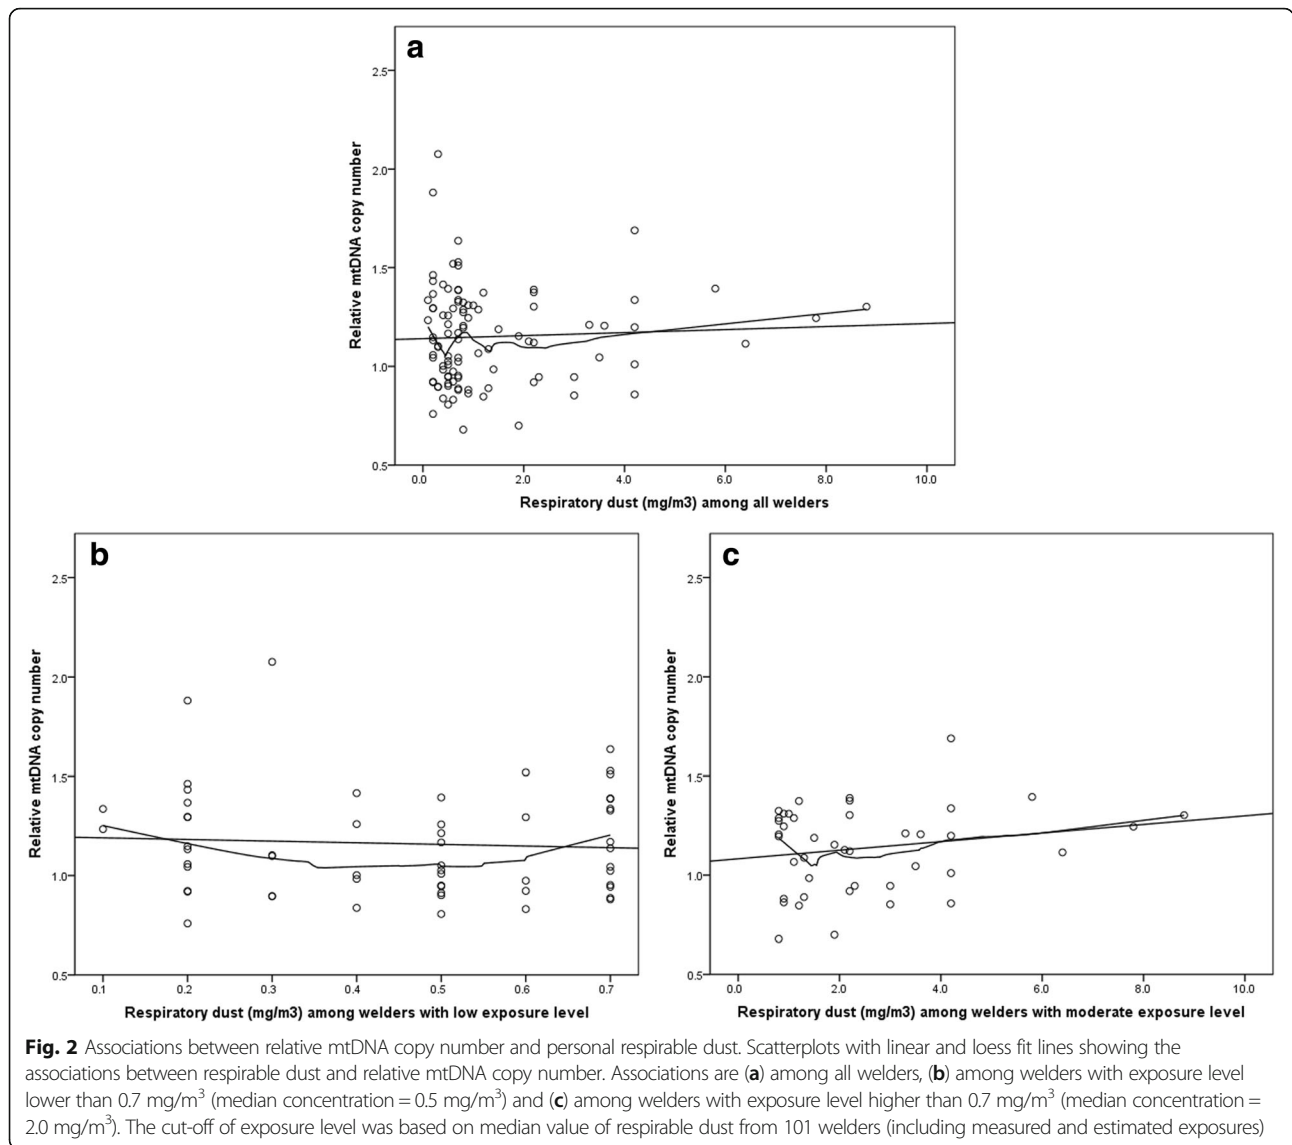 a
2.5
2.0
1.5
1.0
0.5
Relative mtDNA copy number
0.0 2.0 4.0 6.0 8.0 10.0
Respiratory dust (mg/m3) among all welders
b
2.5
2.0
1.5
1.0
0.5
Relative mtDNA copy number
0.1 0.2 0.3 0.4 0.5 0.6 0.7
Respiratory dust (mg/m3) among welders with low exposure level
c
2.5
2.0
1.5
1.0
0.5
Relative mtDNA copy number
0.0 2.0 4.0 6.0 8.0 10.0
Respiratory dust (mg/m3) among welders with moderate exposure level
Fig. 2 Associations between relative mtDNA copy number and personal respirable dust. Scatterplots with linear and loess fit lines showing the
associations between respirable dust and relative mtDNA copy number. Associations are (a) among all welders, (b) among welders with exposure level
lower than 0.7 mg/m³ (median concentration = 0.5 mg/m³) and (c) among welders with exposure level higher than 0.7 mg/m³ (median concentration =
2.0 mg/m³). The cut-off of exposure level was based on median value of respirable dust from 101 welders (including measured and estimated exposures)